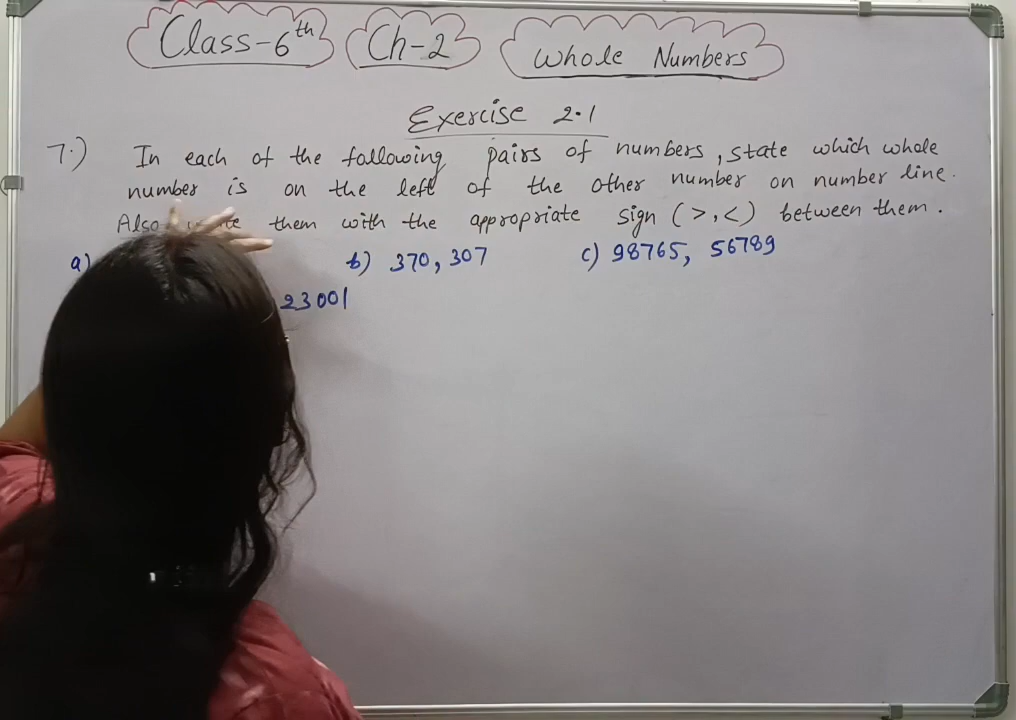 Class-6th Ch-2 Whole Numbers
Exercise 2.1
7.) In each of the following pairs of numbers, state which whole
number is on the left of the other number on number line.
Also them with the appropriate sign (>,<) between them.
a) b) 370, 307 c) 98765, 56789
23001